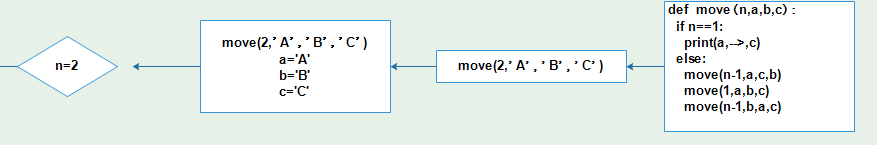 n=2
move(2,’A’,’B’,’C’)
a='A'
b='B'
c='C'
move(2,’A’,’B’,’C’)
def move(n,a,b,c):
if n==1:
print(a,-->,c)
else:
move(n-1,a,c,b)
move(1,a,b,c)
move(n-1,b,a,c)